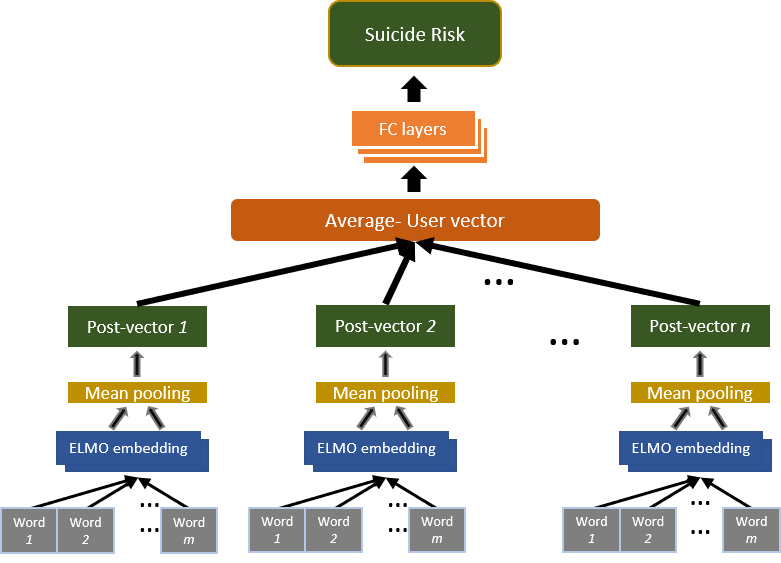 Suicide Risk
FC layers
Average- User vector
...
Post-vector 1 Post-vector 2 ... Post-vector n
Mean pooling Mean pooling Mean pooling
ELMO embedding ELMO embedding ELMO embedding
... ... ...
Word Word ... Word Word Word ... Word Word Word ... Word
1 2 m 1 2 m 1 2 m